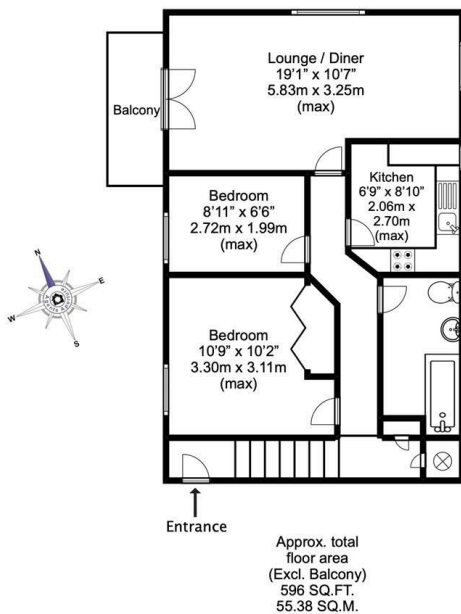 Lounge / Diner
19'1" x 10'7"
5.83m x 3.25m
(max)
Balcony
Kitchen
6'9" x 8'10"
2.06m x
2.70m
(max)
Bedroom
8'11" x 6'6"
2.72m x 1.99m
(max)
N
E
W
S
Bedroom
10'9" x 10'2"
3.30m x 3.11m
(max)
Entrance
Approx. total
floor area
(Excl. Balcony)
596 SQ.FT.
55.38 SQ.M.